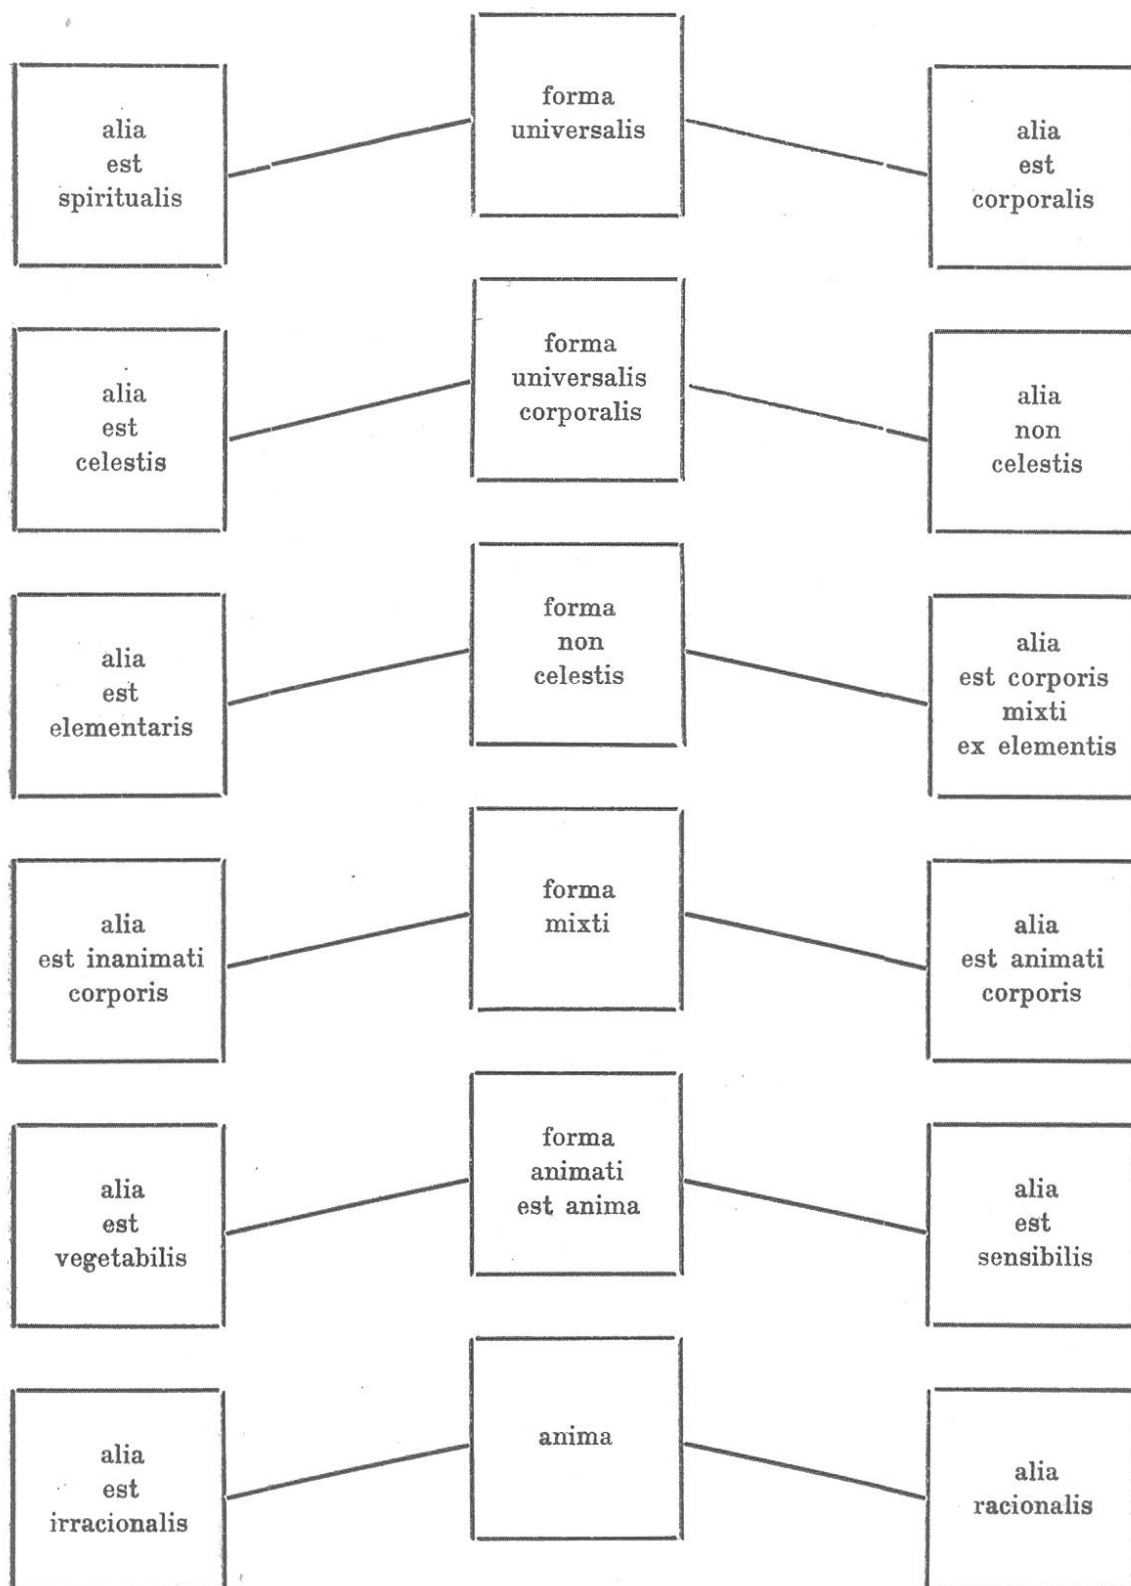 forma
universalis
alia
est
spiritualis
alia
est
corporalis
forma
universalis
corporalis
alia
est
celestis
alia
non
celestis
forma
non
celestis
alia
est
elementaris
alia
est corporis
mixti
ex elementis
forma
mixti
alia
est inanimati
corporis
alia
est animati
corporis
forma
animati
est anima
alia
est
vegetabilis
alia
est
sensibilis
anima
alia
est
irracionalis
alia
racionalis